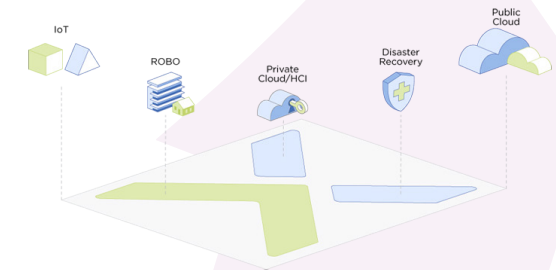 IoT
ROBO
Private
Cloud/HCI
Disaster
Recovery
Public
Cloud